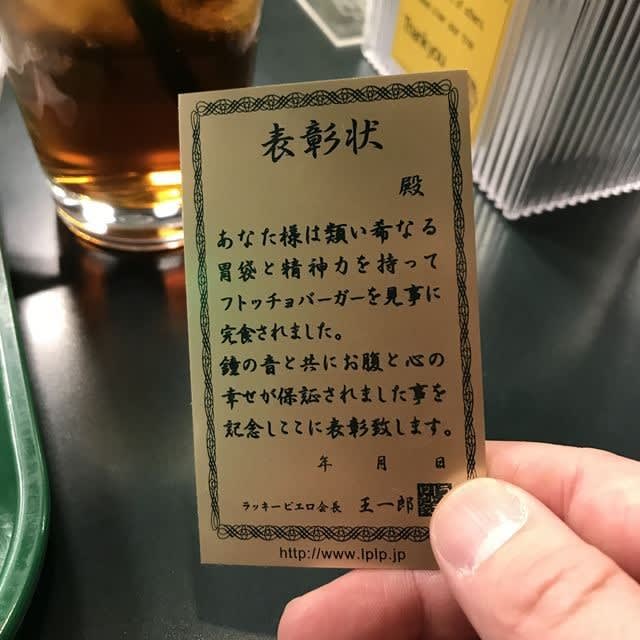 表彰状
殿
あなた様は類い希なる
胃袋と精神力を持って
フトッチョバーガーを見事に
完食されました。
鐘の音と共にお腹と心の
幸せが保証されました事を
記念しここに表彰致します。
年 月 日
ラッキーピエロ会長 王一郎
http://www.lplp.jp
Thank you